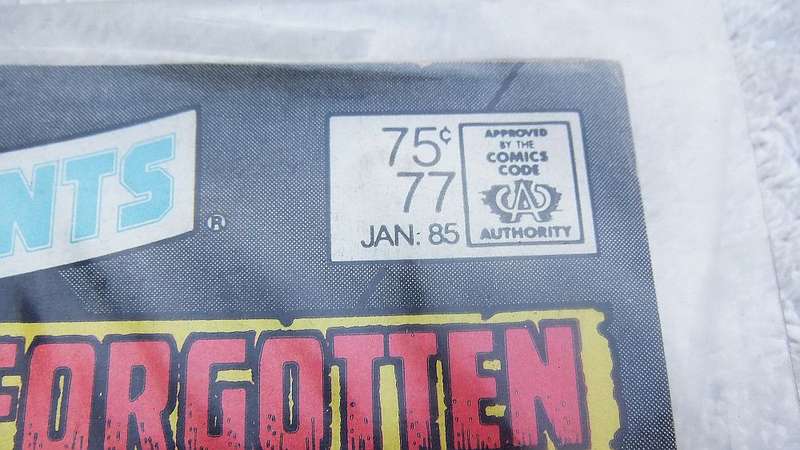 NTS ®
75¢
77
JAN: 85
APPROVED
BY THE
COMICS
CODE
CA
AUTHORITY
FORGOTTEN